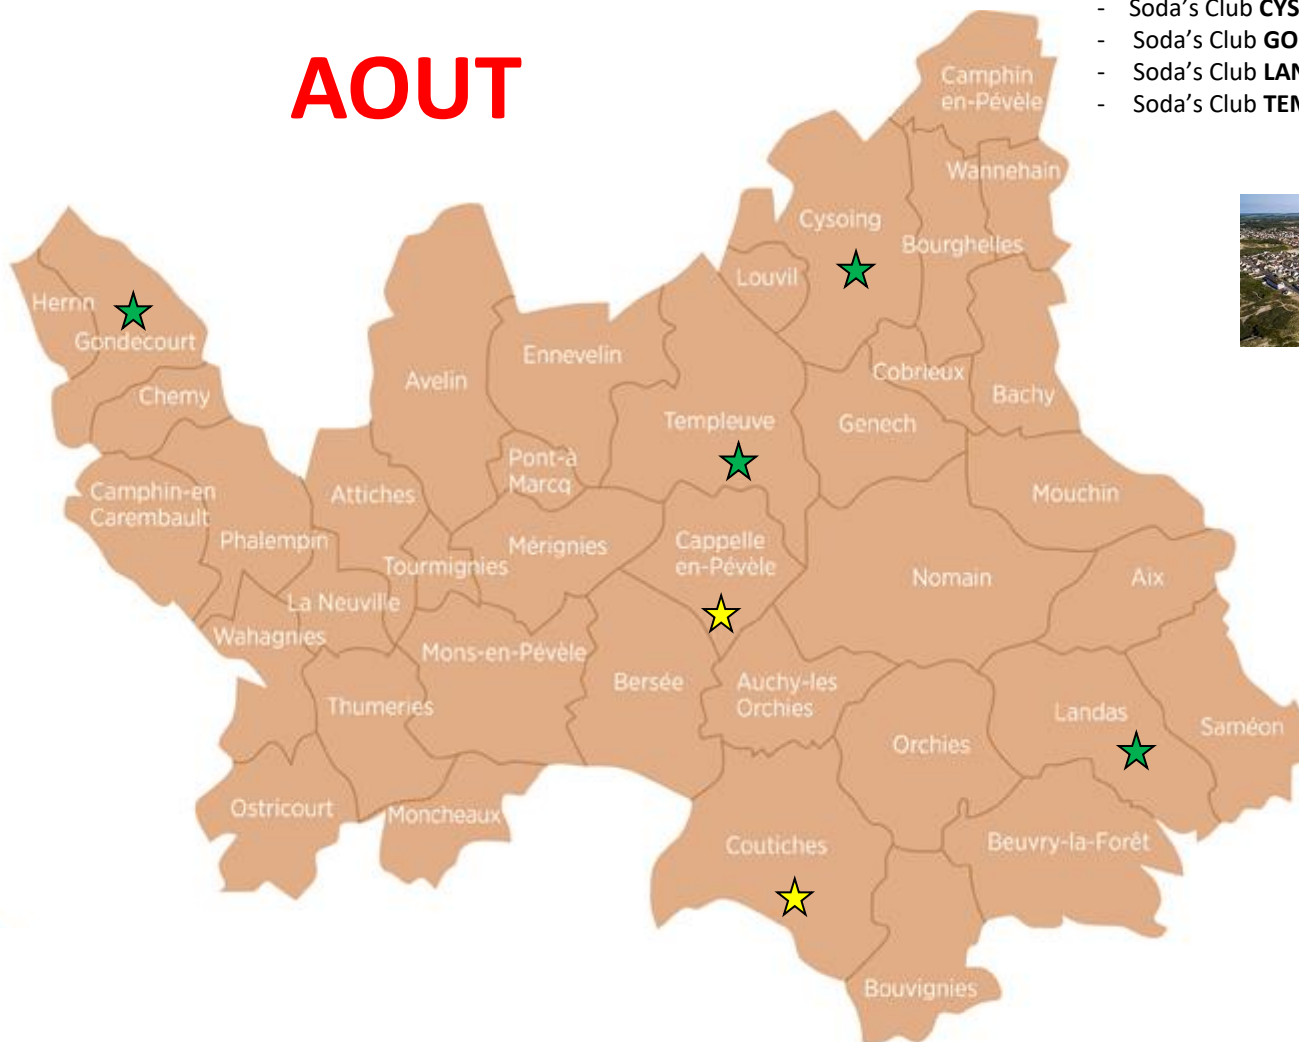 - Soda's Club CYS
- Soda's Club GO
- Soda's Club LAN
- Soda's Club TEM
AOUT
Camphin
en-Pévèle
Wannehain
Cysoing
Bourghelles
Louvil
Herrin
Gondecourt
Ennevelin
Avelin
Cobrieux
Chemy
Bachy
Templeuve
Genech
Pont-à
Marcq
Camphin-en
Carembault
Attiches
Mouchin
Phalempin
Mérignies
Cappelle
en-Pévèle
Tourmignies
Nomain
Aix
La Neuville
Wahagnies
Mons-en-Pévèle
Bersée
Auchy-les
Orchies
Thumeries
Landas
Saméon
Orchies
Ostricourt
Moncheaux
Coutiches
Beuvry-la-Forêt
Bouvignies